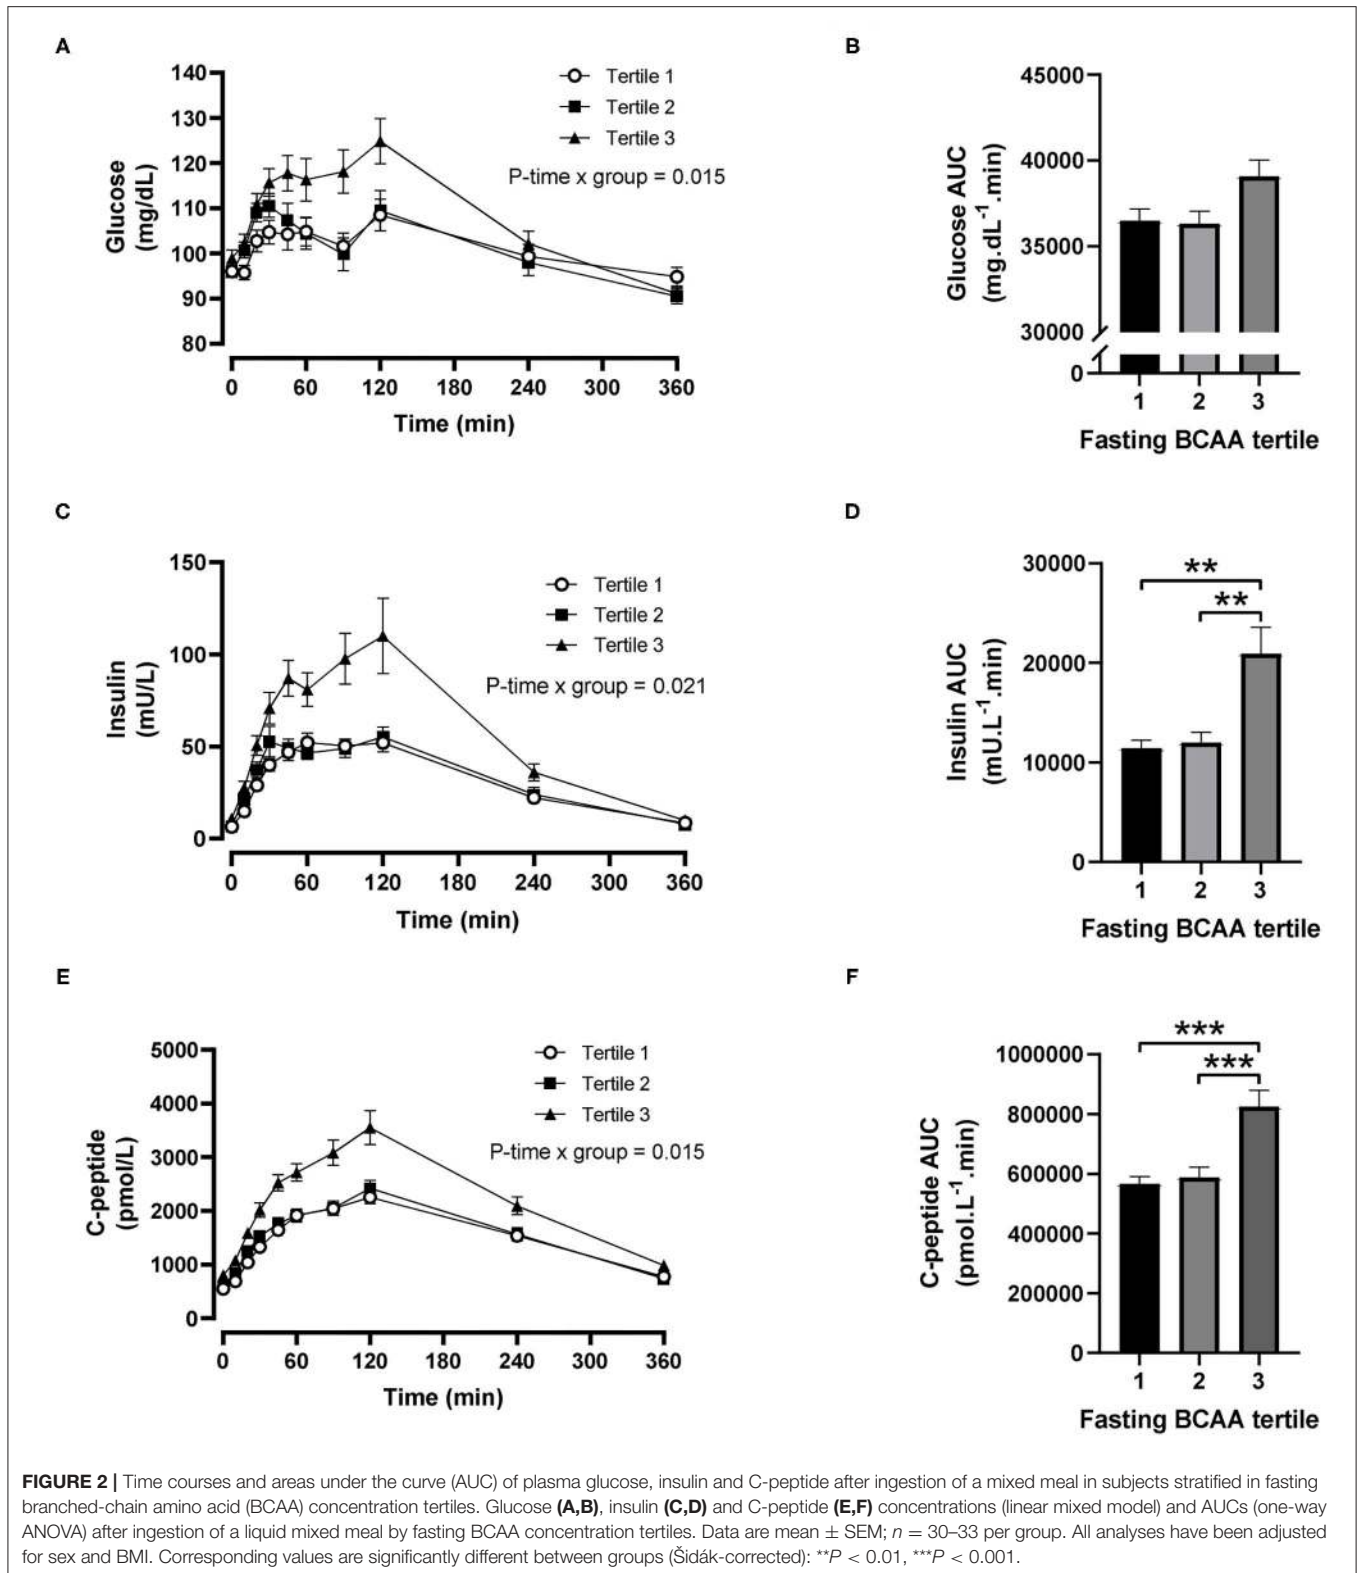 A
140
130
120
110
100
90
80
Glucose
(mg/dL)
Tertile 1
Tertile 2
Tertile 3
P-time x group = 0.015
0 60 120 180 240 300 360
Time (min)
B
45000
40000
35000
30000
0
Glucose AUC
(mg.dL⁻¹.min)
1 2 3
Fasting BCAA tertile
C
150
100
50
0
Insulin
(mU/L)
Tertile 1
Tertile 2
Tertile 3
P-time x group = 0.021
0 60 120 180 240 300 360
Time (min)
D
30000
20000
10000
0
Insulin AUC
(mU.L⁻¹.min)
**
**
1 2 3
Fasting BCAA tertile
E
5000
4000
3000
2000
1000
0
C-peptide
(pmol/L)
Tertile 1
Tertile 2
Tertile 3
P-time x group = 0.015
0 60 120 180 240 300 360
Time (min)
F
1000000
800000
600000
400000
200000
0
C-peptide AUC
(pmol.L⁻¹.min)
***
***
1 2 3
Fasting BCAA tertile
FIGURE 2 | Time courses and areas under the curve (AUC) of plasma glucose, insulin and C-peptide after ingestion of a mixed meal in subjects stratified in fasting
branched-chain amino acid (BCAA) concentration tertiles. Glucose (A,B), insulin (C,D) and C-peptide (E,F) concentrations (linear mixed model) and AUCs (one-way
ANOVA) after ingestion of a liquid mixed meal by fasting BCAA concentration tertiles. Data are mean ± SEM; n = 30–33 per group. All analyses have been adjusted
for sex and BMI. Corresponding values are significantly different between groups (Šidák-corrected): **P < 0.01, ***P < 0.001.